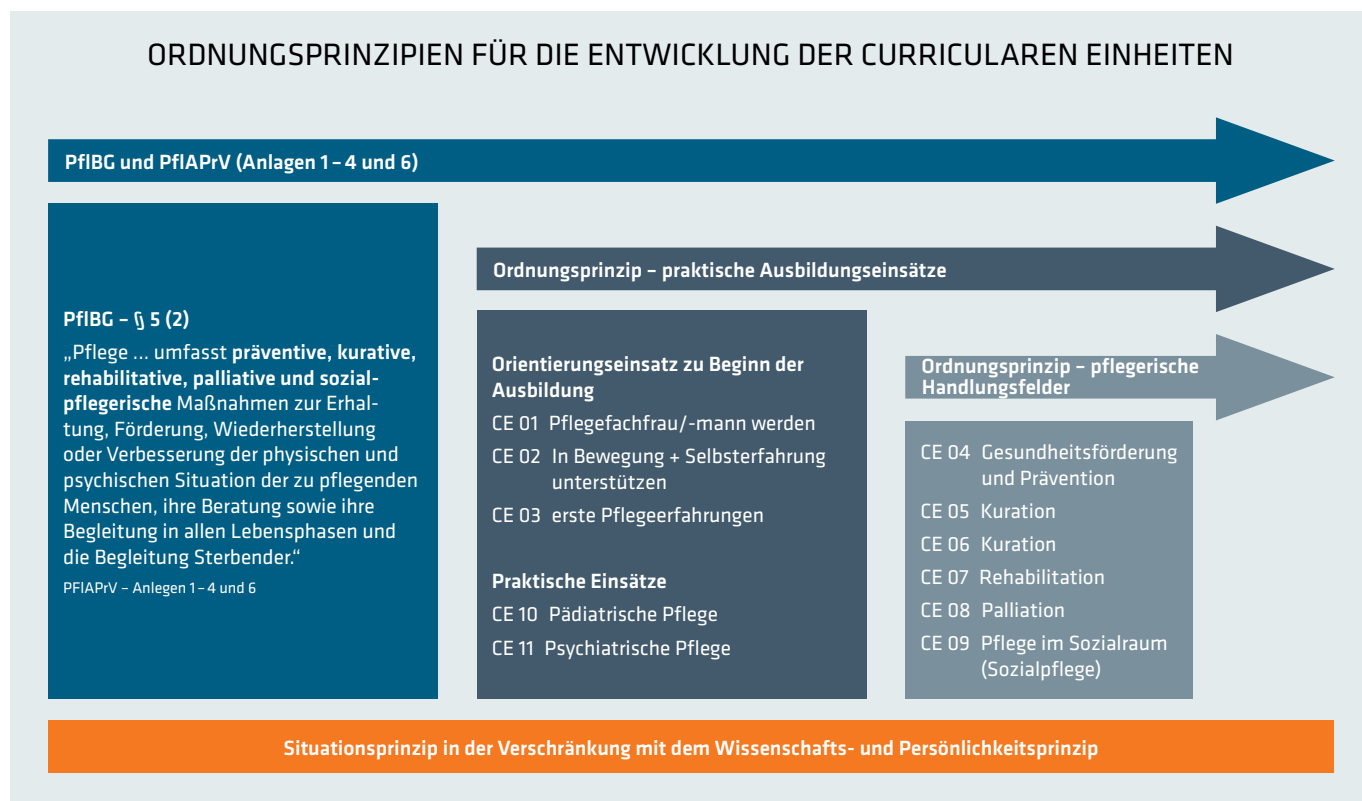 ORDNUNGSPRINZIPIEN FÜR DIE ENTWICKLUNG DER CURRICULAREN EINHEITEN
PflBG und PflAPrV (Anlagen 1 – 4 und 6)
PflBG – § 5 (2)
„Pflege ... umfasst präventive, kurative,
rehabilitative, palliative und sozial-
pflegerische Maßnahmen zur Erhal-
tung, Förderung, Wiederherstellung
oder Verbesserung der physischen und
psychischen Situation der zu pflegenden
Menschen, ihre Beratung sowie ihre
Begleitung in allen Lebensphasen und
die Begleitung Sterbender.“
PFlAPrV – Anlegen 1 – 4 und 6
Ordnungsprinzip – praktische Ausbildungseinsätze
Orientierungseinsatz zu Beginn der
Ausbildung
CE 01 Pflegefachfrau/-mann werden
CE 02 In Bewegung + Selbsterfahrung
unterstützen
CE 03 erste Pflegeerfahrungen
Praktische Einsätze
CE 10 Pädiatrische Pflege
CE 11 Psychiatrische Pflege
Ordnungsprinzip – pflegerische
Handlungsfelder
CE 04 Gesundheitsförderung
und Prävention
CE 05 Kuration
CE 06 Kuration
CE 07 Rehabilitation
CE 08 Palliation
CE 09 Pflege im Sozialraum
(Sozialpflege)
Situationsprinzip in der Verschränkung mit dem Wissenschafts- und Persönlichkeitsprinzip